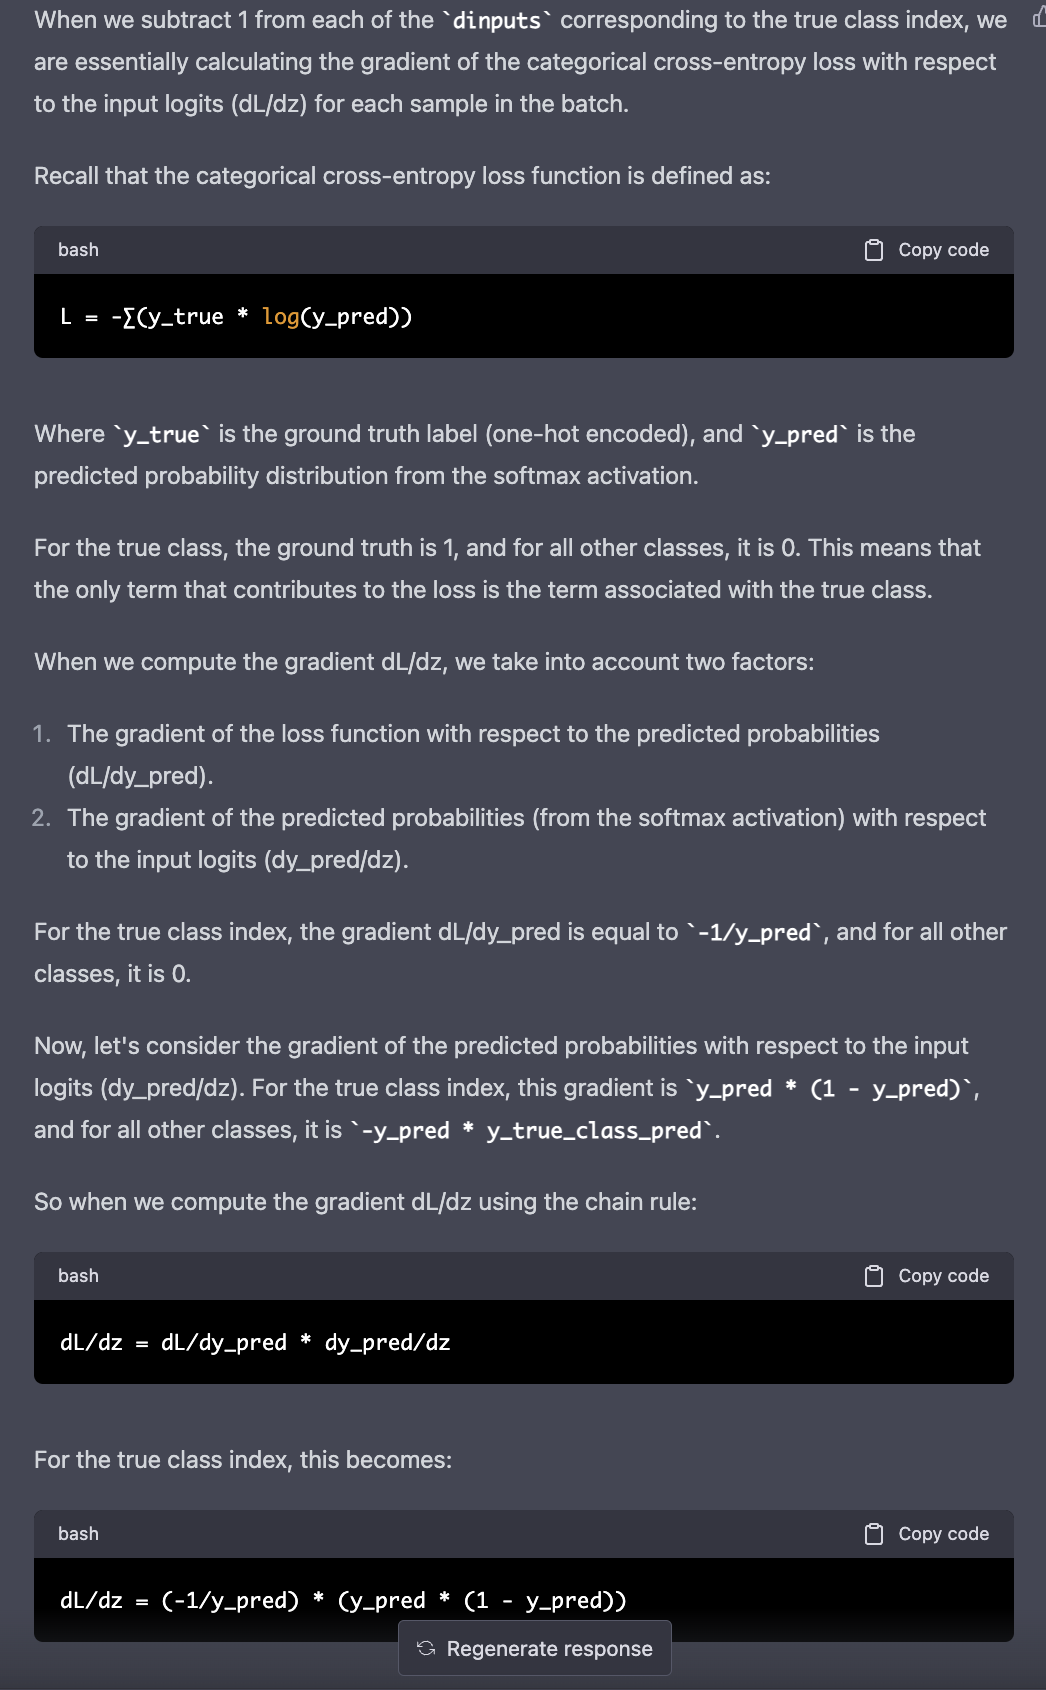 When we subtract 1 from each of the `dinputs` corresponding to the true class index, we
are essentially calculating the gradient of the categorical cross-entropy loss with respect
to the input logits (dL/dz) for each sample in the batch.
Recall that the categorical cross-entropy loss function is defined as:
bash Copy code
L = -∑(y_true * log(y_pred))
Where `y_true` is the ground truth label (one-hot encoded), and `y_pred` is the
predicted probability distribution from the softmax activation.
For the true class, the ground truth is 1, and for all other classes, it is 0. This means that
the only term that contributes to the loss is the term associated with the true class.
When we compute the gradient dL/dz, we take into account two factors:
1. The gradient of the loss function with respect to the predicted probabilities
(dL/dy_pred).
2. The gradient of the predicted probabilities (from the softmax activation) with respect
to the input logits (dy_pred/dz).
For the true class index, the gradient dL/dy_pred is equal to `-1/y_pred`, and for all other
classes, it is 0.
Now, let's consider the gradient of the predicted probabilities with respect to the input
logits (dy_pred/dz). For the true class index, this gradient is `y_pred * (1 - y_pred)`,
and for all other classes, it is `-y_pred * y_true_class_pred`.
So when we compute the gradient dL/dz using the chain rule:
bash Copy code
dL/dz = dL/dy_pred * dy_pred/dz
For the true class index, this becomes:
bash Copy code
dL/dz = (-1/y_pred) * (y_pred * (1 - y_pred))
Regenerate response